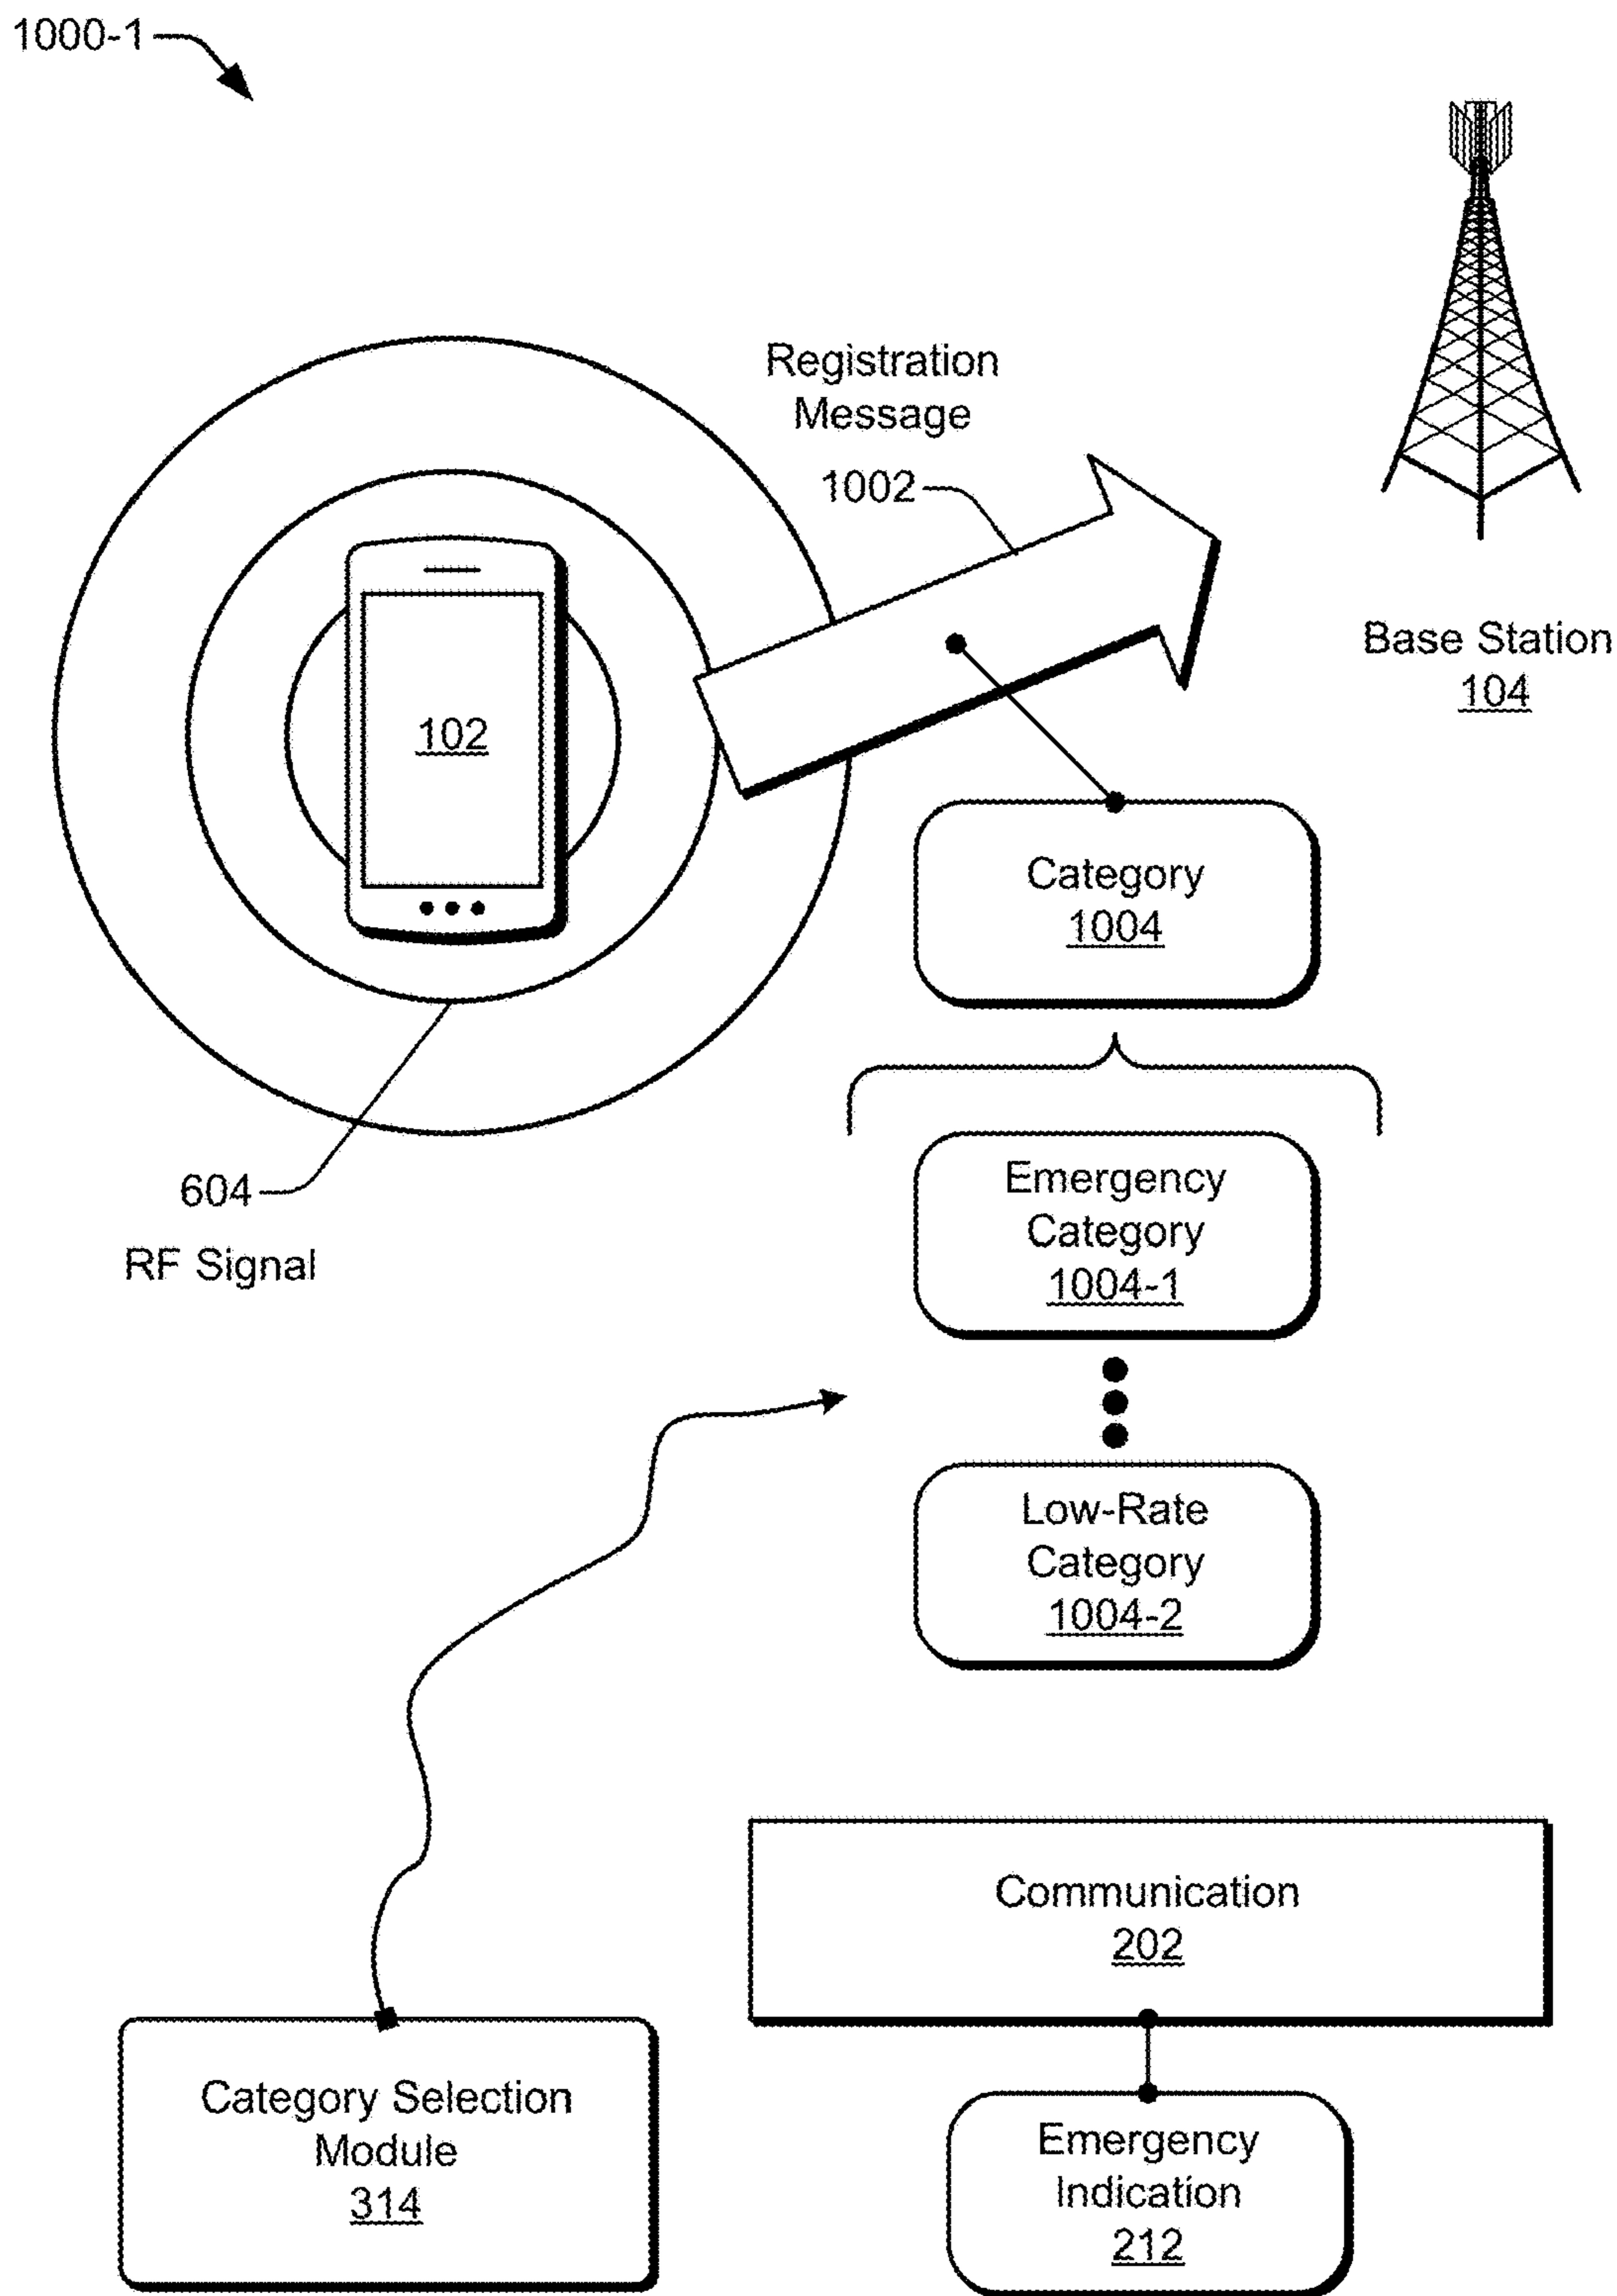 1000-1
Registration
Message
1002
Base Station
104
102
Category
1004
604
RF Signal
Emergency
Category
1004-1
Low-Rate
Category
1004-2
Communication
202
Category Selection
Module
314
Emergency
Indication
212